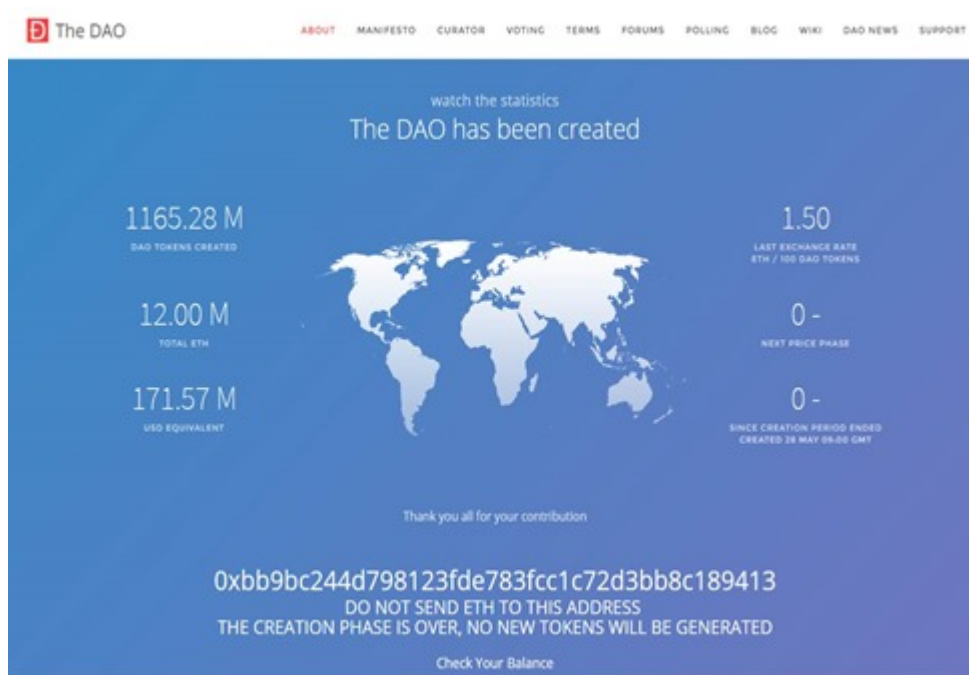 The DAO
ABOUT MANIFESTO CURATOR VOTING TERMS FORUMS POLLING BLOG WIKI DAO NEWS SUPPORT
watch the statistics
The DAO has been created
1165.28 M
DAO TOKENS CREATED
12.00 M
TOTAL ETH
171.57 M
USD EQUIVALENT
1.50
LAST EXCHANGE RATE
ETH / 100 DAO TOKENS
0 -
NEXT PRICE PHASE
0 -
SINCE CREATION PERIOD ENDED
CREATED 28 MAY 09:00 GMT
Thank you all for your contribution
0xbb9bc244d798123fde783fcc1c72d3bb8c189413
DO NOT SEND ETH TO THIS ADDRESS
THE CREATION PHASE IS OVER, NO NEW TOKENS WILL BE GENERATED
Check Your Balance